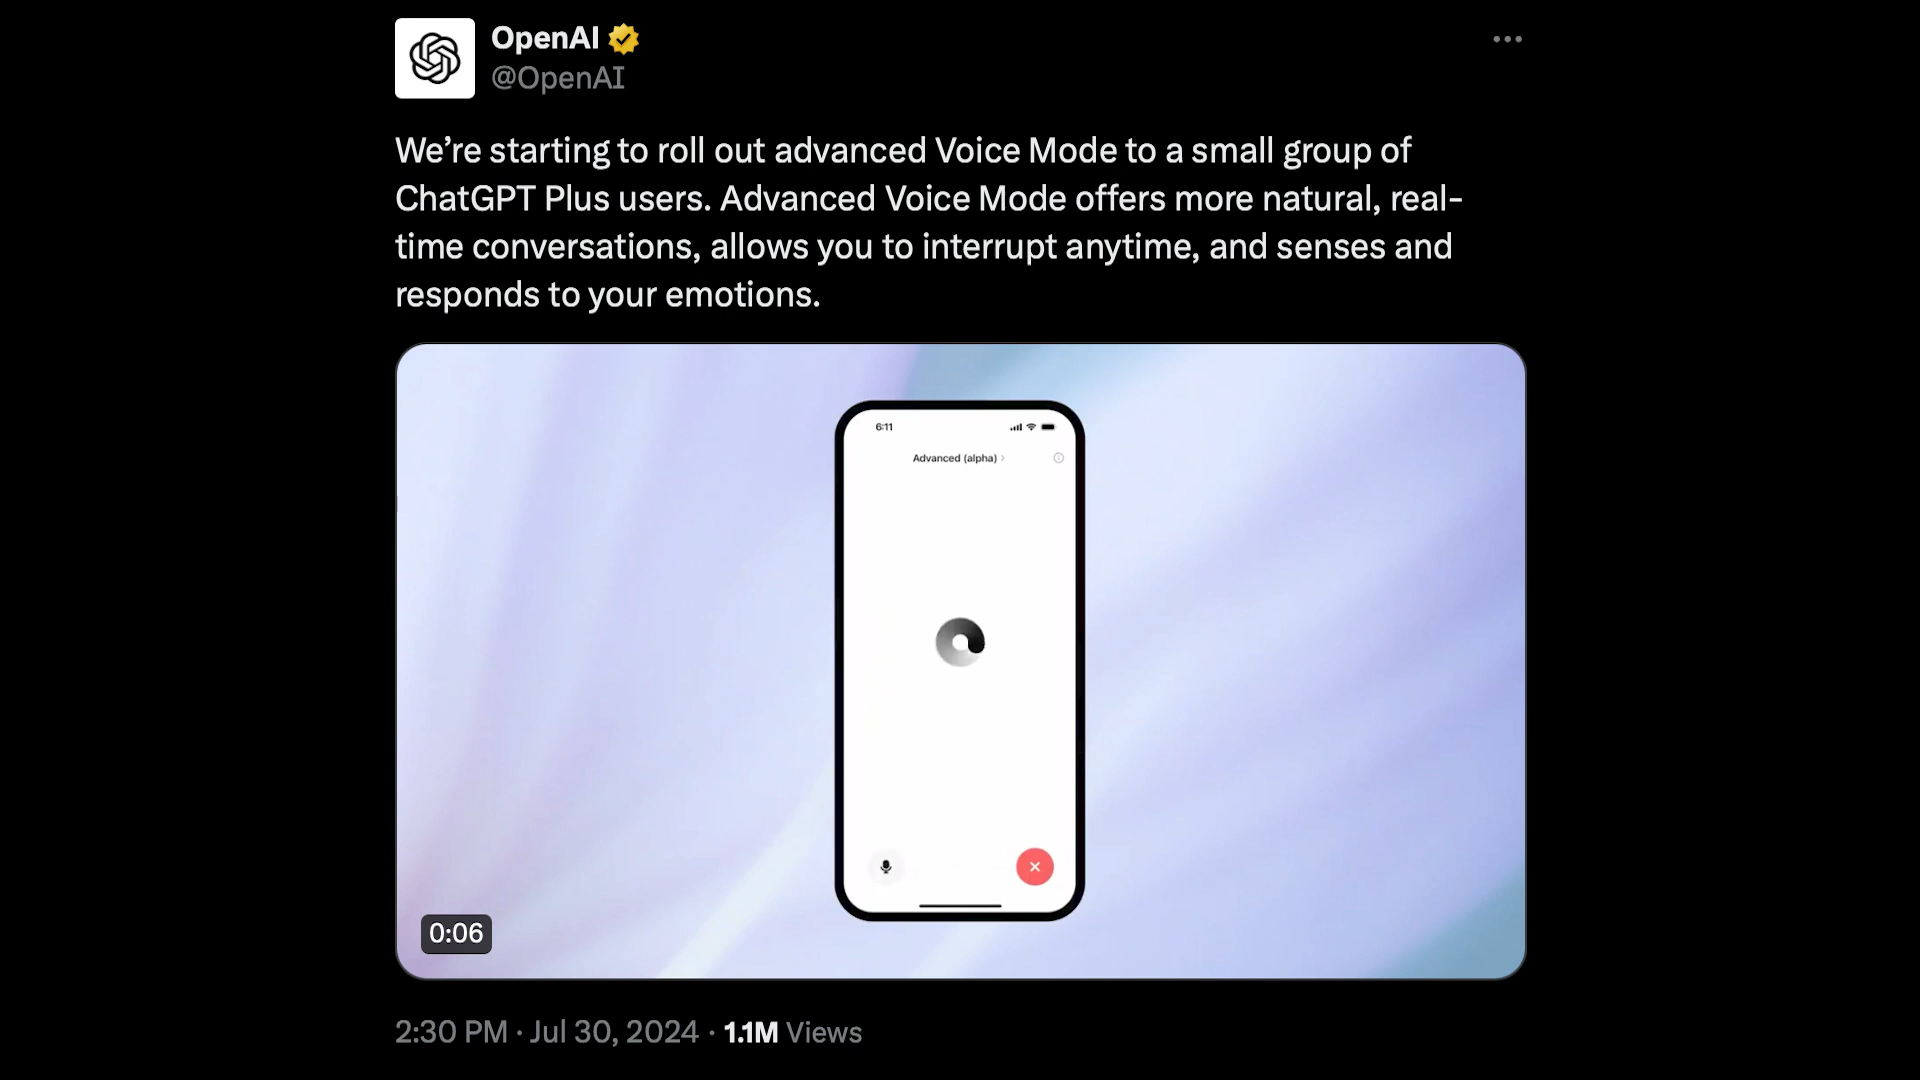 OpenAI
@OpenAI
We’re starting to roll out advanced Voice Mode to a small group of
ChatGPT Plus users. Advanced Voice Mode offers more natural, real-
time conversations, allows you to interrupt anytime, and senses and
responds to your emotions.
6:11
Advanced (alpha)
0:06
2:30 PM · Jul 30, 2024 · 1.1M Views